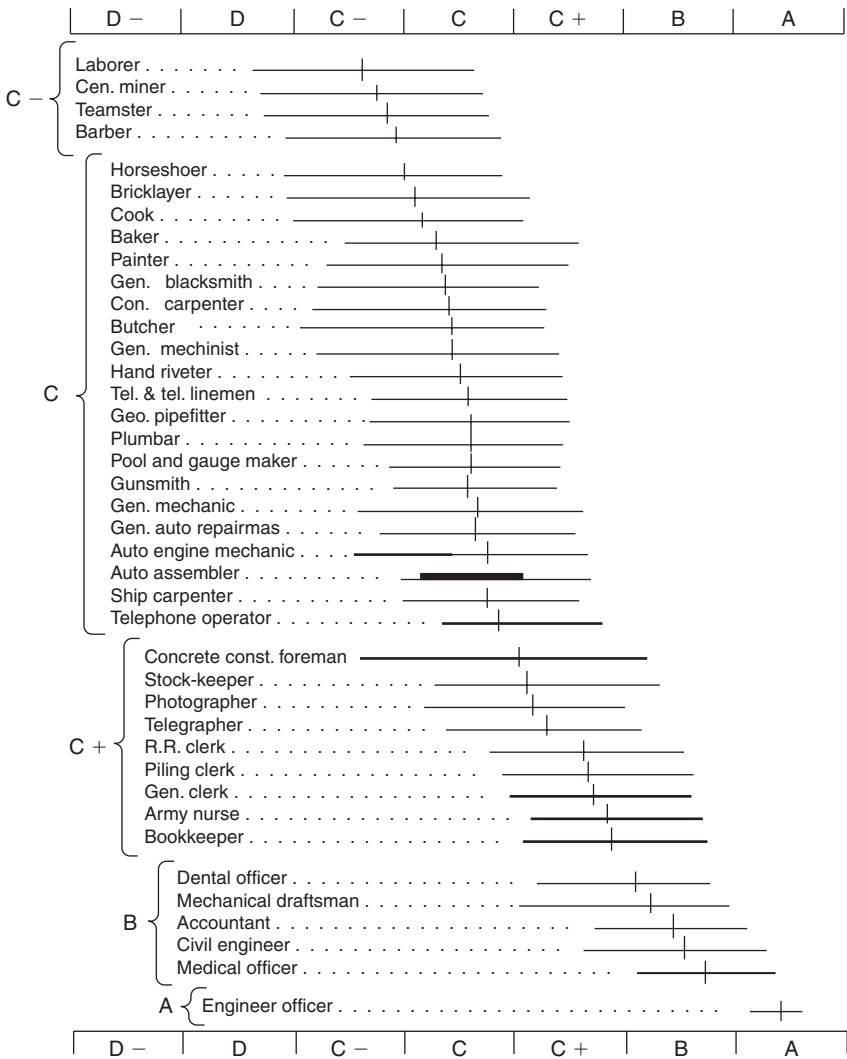 D − D C − C C + B A
C −
Laborer
Cen. miner
Teamster
Barber
C
Horseshoer
Bricklayer
Cook
Baker
Painter
Gen. blacksmith
Con. carpenter
Butcher
Gen. mechinist
Hand riveter
Tel. & tel. linemen
Geo. pipefitter
Plumbar
Pool and gauge maker
Gunsmith
Gen. mechanic
Gen. auto repairmas
Auto engine mechanic
Auto assembler
Ship carpenter
Telephone operator
C +
Concrete const. foreman
Stock-keeper
Photographer
Telegrapher
R.R. clerk
Piling clerk
Gen. clerk
Army nurse
Bookkeeper
B
Dental officer
Mechanical draftsman
Accountant
Civil engineer
Medical officer
A
Engineer officer
D − D C − C C + B A